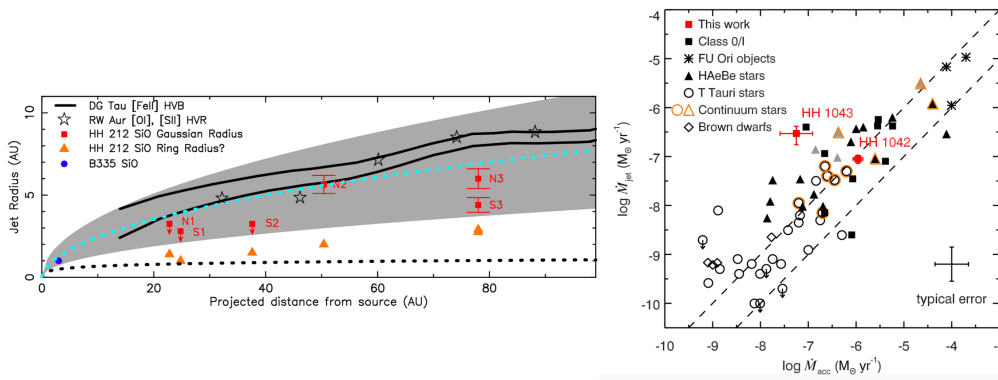 DG Tau [FeII] HVB
RW Aur [OI], [SII] HVR
HH 212 SiO Gaussian Radius
HH 212 SiO Ring Radius?
B335 SiO
N1
S1
S2
N2
N3
S3
Jet Radius (AU)
0
5
10
0
20
40
60
80
Projected distance from source (AU)
This work
Class 0/I
FU Ori objects
HAeBe stars
T Tauri stars
Continuum stars
Brown dwarfs
HH 1043
HH 1042
typical error
log Ṁjet (M⊙ yr⁻¹)
-4
-5
-6
-7
-8
-9
-10
-10
-9
-8
-7
-6
-5
-4
-3
log Ṁacc (M⊙ yr⁻¹)